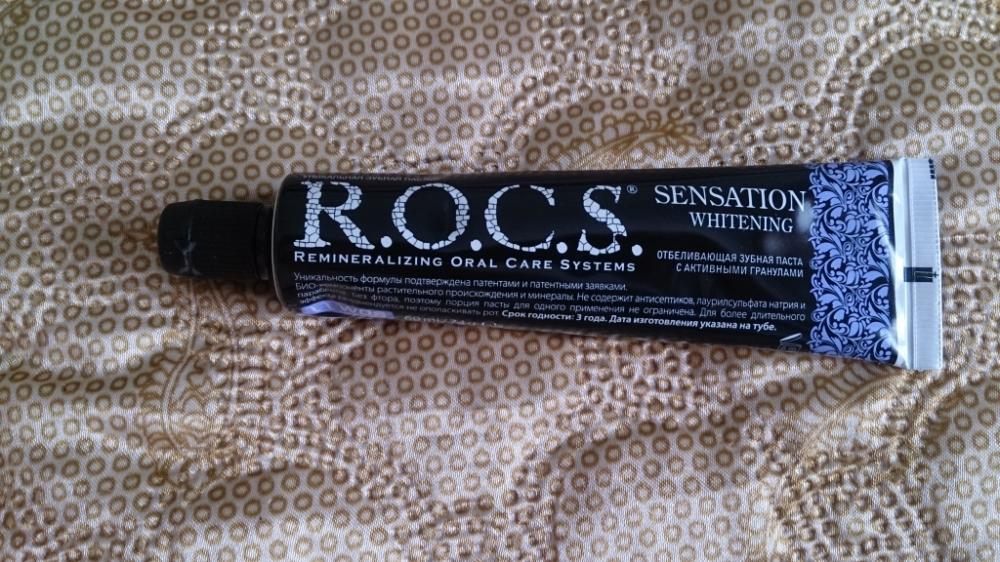 R.O.C.S.®
REMINERALIZING ORAL CARE SYSTEMS
SENSATION
WHITENING
ОТБЕЛИВАЮЩАЯ ЗУБНАЯ ПАСТА
С АКТИВНЫМИ ГРАНУЛАМИ
Уникальность формулы подтверждена патентами и патентными заявками.
БИО-компоненты растительного происхождения и минералы. Не содержит антисептиков, лаурилсульфата натрия и
без фтора, поэтому порция пасты для одного применения не ограничена. Для более длительного
не ополаскивать рот. Срок годности: 3 года. Дата изготовления указана на тубе.